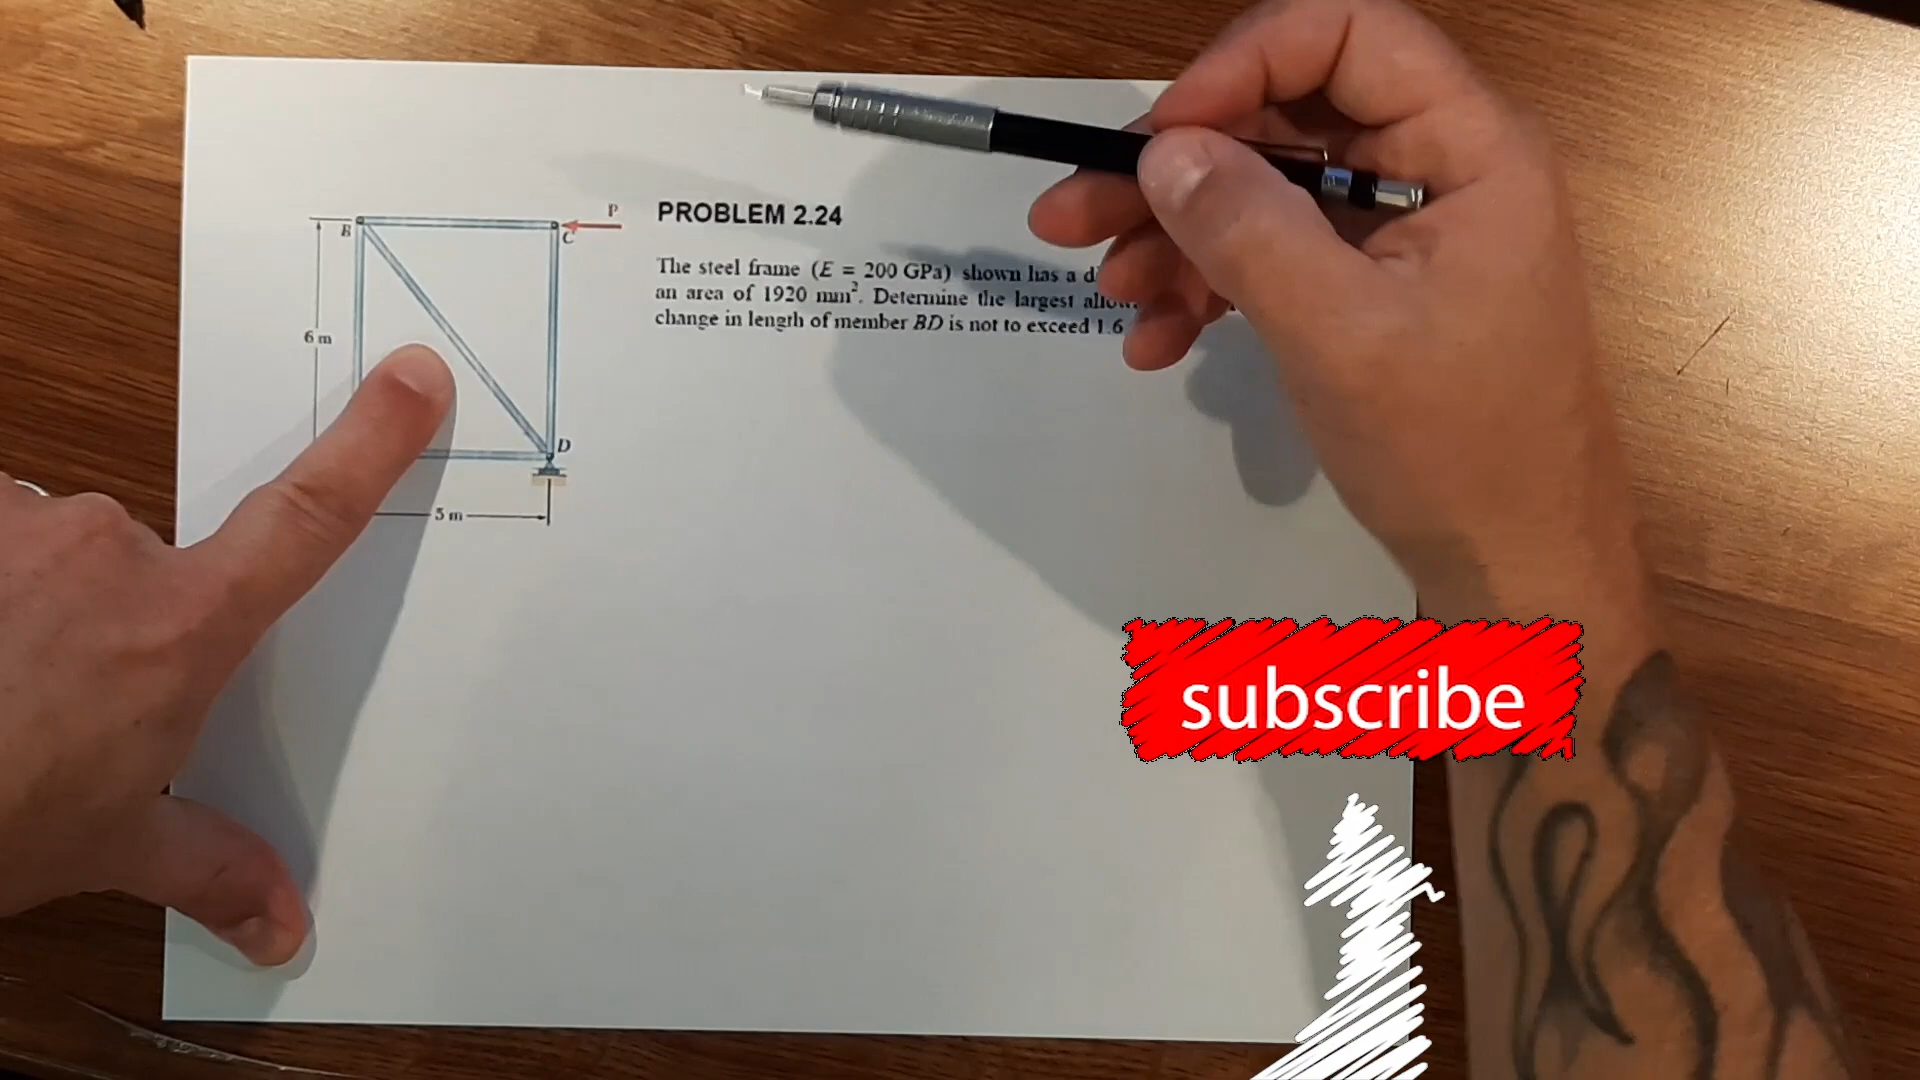 P
B
C
PROBLEM 2.24
The steel frame (E = 200 GPa) shown has a
an area of 1920 mm². Determine the largest
change in length of member BD is not to exceed 1.6
6 m
D
5 m
subscribe